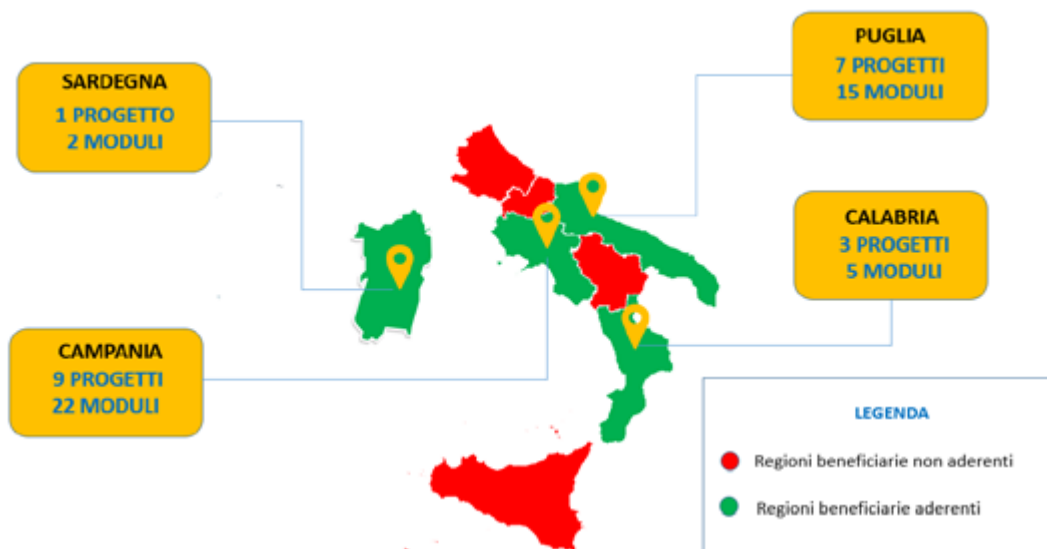 SARDEGNA
1 PROGETTO
2 MODULI
PUGLIA
7 PROGETTI
15 MODULI
CALABRIA
3 PROGETTI
5 MODULI
CAMPANIA
9 PROGETTI
22 MODULI
LEGENDA
Regioni beneficiarie non aderenti
Regioni beneficiarie aderenti